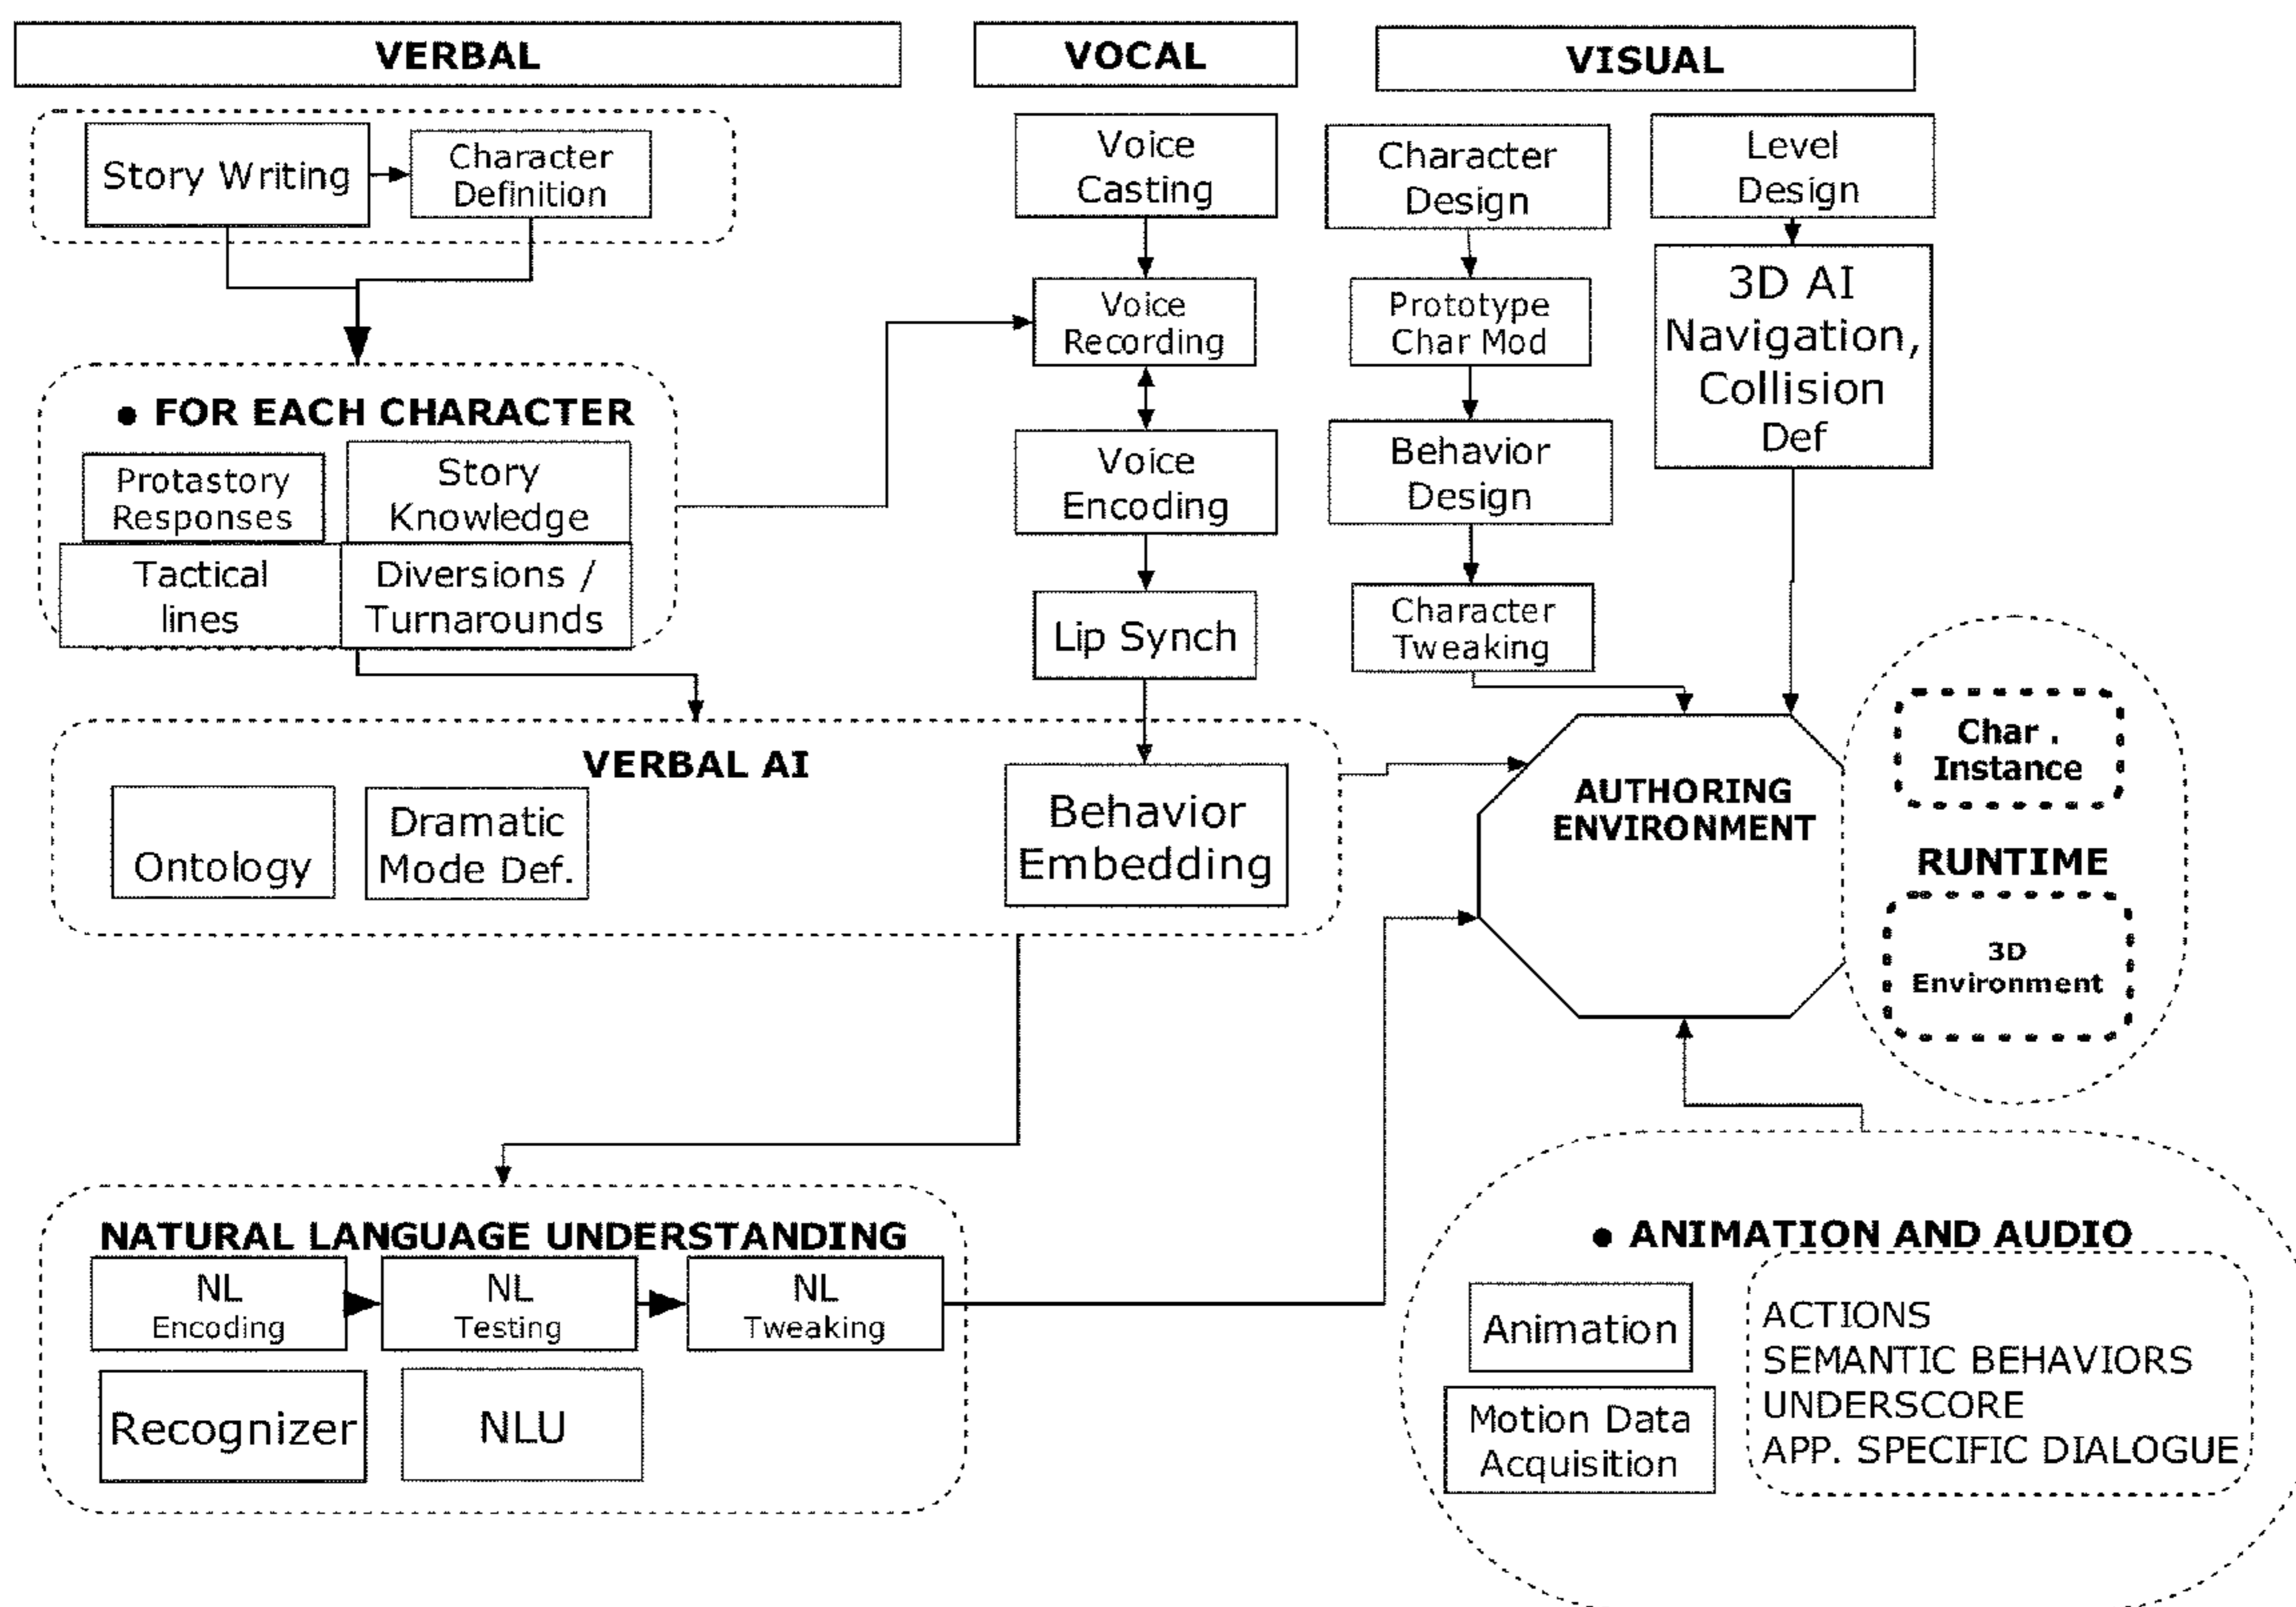 VERBAL
VOCAL
VISUAL
Story Writing
Character
Definition
Voice
Casting
Character
Design
Level
Design
Voice
Recording
Prototype
Char Mod
3D AI
Navigation,
Collision
Def
• FOR EACH CHARACTER
Protastory
Responses
Story
Knowledge
Tactical
lines
Diversions /
Turnarounds
Voice
Encoding
Behavior
Design
Lip Synch
Character
Tweaking
VERBAL AI
Ontology
Dramatic
Mode Def.
Behavior
Embedding
AUTHORING
ENVIRONMENT
Char .
Instance
RUNTIME
3D
Environment
NATURAL LANGUAGE UNDERSTANDING
NL
Encoding
NL
Testing
NL
Tweaking
Recognizer
NLU
• ANIMATION AND AUDIO
Animation
Motion Data
Acquisition
ACTIONS
SEMANTIC BEHAVIORS
UNDERSCORE
APP. SPECIFIC DIALOGUE